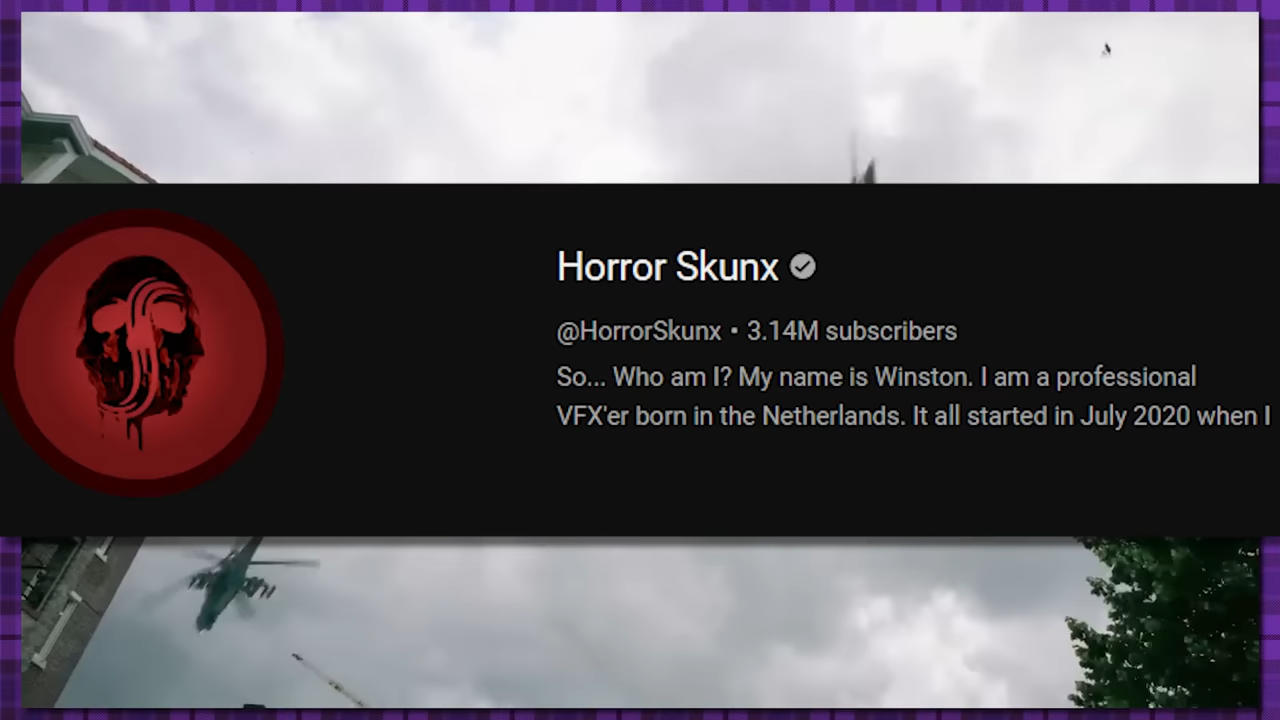 Horror Skunx
@HorrorSkunx • 3.14M subscribers
So... Who am I? My name is Winston. I am a professional
VFX'er born in the Netherlands. It all started in July 2020 when I